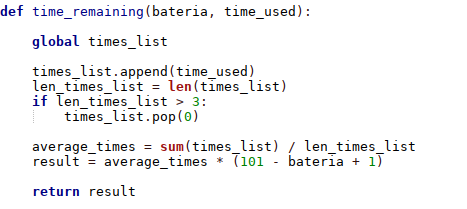 def time_remaining(bateria, time_used):
global times_list
times_list.append(time_used)
len_times_list = len(times_list)
if len_times_list > 3:
times_list.pop(0)
average_times = sum(times_list) / len_times_list
result = average_times * (101 - bateria + 1)
return result